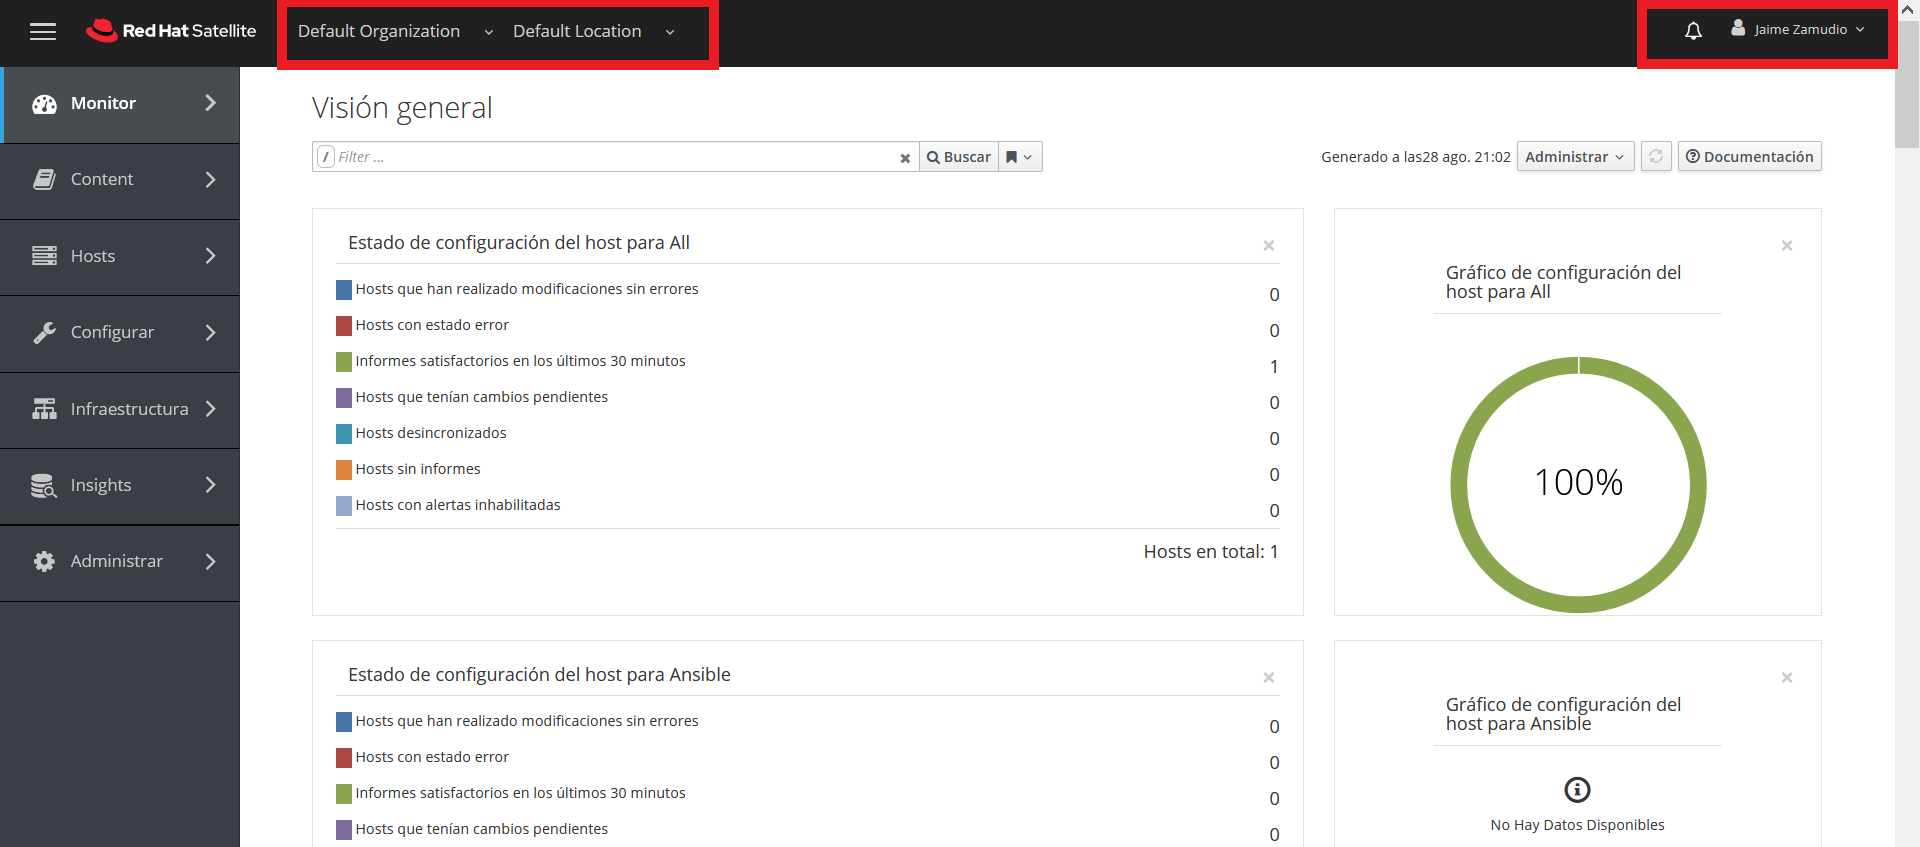 Red Hat Satellite
Default Organization
Default Location
Jaime Zamudio
Monitor
Content
Hosts
Configurar
Infraestructura
Insights
Administrar
Visión general
/ Filter ...
Buscar
Generado a las28 ago. 21:02
Administrar
Documentación
Estado de configuración del host para All
Hosts que han realizado modificaciones sin errores 0
Hosts con estado error 0
Informes satisfactorios en los últimos 30 minutos 1
Hosts que tenían cambios pendientes 0
Hosts desincronizados 0
Hosts sin informes 0
Hosts con alertas inhabilitadas 0
Hosts en total: 1
Gráfico de configuración del
host para All
100%
Estado de configuración del host para Ansible
Hosts que han realizado modificaciones sin errores 0
Hosts con estado error 0
Informes satisfactorios en los últimos 30 minutos 0
Hosts que tenían cambios pendientes 0
Gráfico de configuración del
host para Ansible
No Hay Datos Disponibles